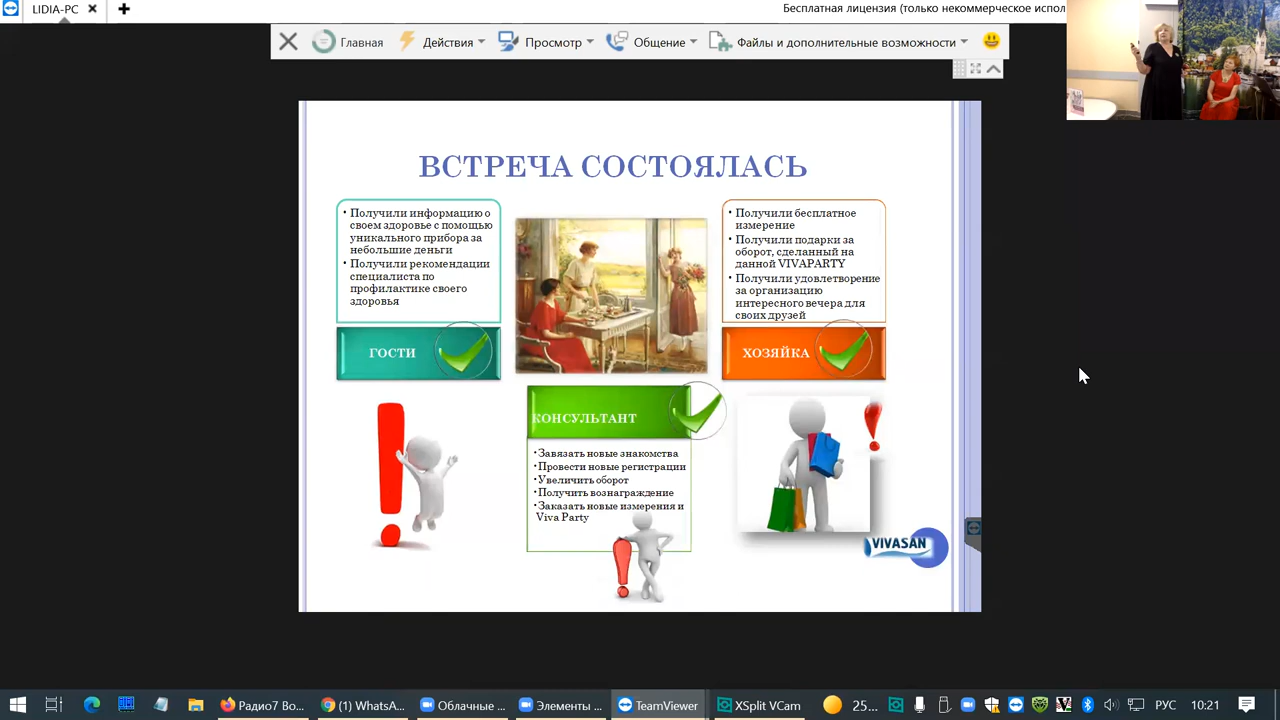 LIDIA-PC
Бесплатная лицензия (только некоммерческое испол
Главная
Действия
Просмотр
Общение
Файлы и дополнительные возможности
ВСТРЕЧА СОСТОЯЛАСЬ
• Получили информацию о
своем здоровье с помощью
уникального прибора за
небольшие деньги
• Получили рекомендации
специалиста по
профилактике своего
здоровья
ГОСТИ
• Получили бесплатное
измерение
• Получили подарки за
оборот, сделанный на
данной VIVAPARTY
• Получили удовлетворение
за организацию
интересного вечера для
своих друзей
ХОЗЯЙКА
КОНСУЛЬТАНТ
•Завязать новые знакомства
•Провести новые регистрации
•Увеличить оборот
•Получить вознаграждение
•Заказать новые измерения и
Viva Party
VIVASAN
Радио7 Во...
(1) WhatsA...
Облачные ...
Элементы ...
TeamViewer
XSplit VCam
25...
РУС
10:21